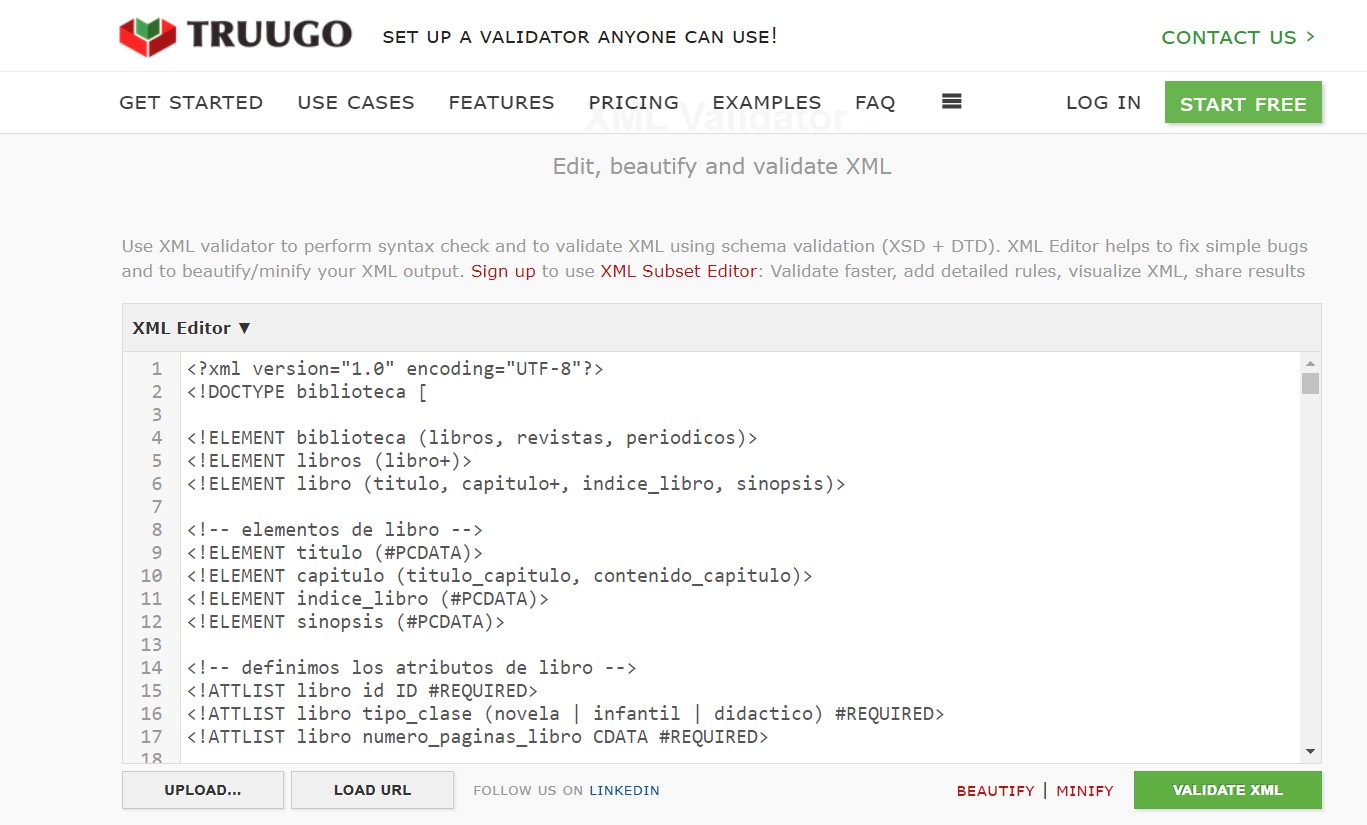 TRUUGO SET UP A VALIDATOR ANYONE CAN USE! CONTACT US >
GET STARTED USE CASES FEATURES PRICING EXAMPLES FAQ LOG IN START FREE
XML Validator
Edit, beautify and validate XML
Use XML validator to perform syntax check and to validate XML using schema validation (XSD + DTD). XML Editor helps to fix simple bugs
and to beautify/minify your XML output. Sign up to use XML Subset Editor: Validate faster, add detailed rules, visualize XML, share results
XML Editor ▼
1 <?xml version="1.0" encoding="UTF-8"?>
2 <!DOCTYPE biblioteca [
3
4 <!ELEMENT biblioteca (libros, revistas, periodicos)>
5 <!ELEMENT libros (libro+)>
6 <!ELEMENT libro (titulo, capitulo+, indice_libro, sinopsis)>
7
8 <!-- elementos de libro -->
9 <!ELEMENT titulo (#PCDATA)>
10 <!ELEMENT capitulo (titulo_capitulo, contenido_capitulo)>
11 <!ELEMENT indice_libro (#PCDATA)>
12 <!ELEMENT sinopsis (#PCDATA)>
13
14 <!-- definimos los atributos de libro -->
15 <!ATTLIST libro id ID #REQUIRED>
16 <!ATTLIST libro tipo_clase (novela | infantil | didactico) #REQUIRED>
17 <!ATTLIST libro numero_paginas_libro CDATA #REQUIRED>
18
UPLOAD... LOAD URL FOLLOW US ON LINKEDIN BEAUTIFY | MINIFY VALIDATE XML